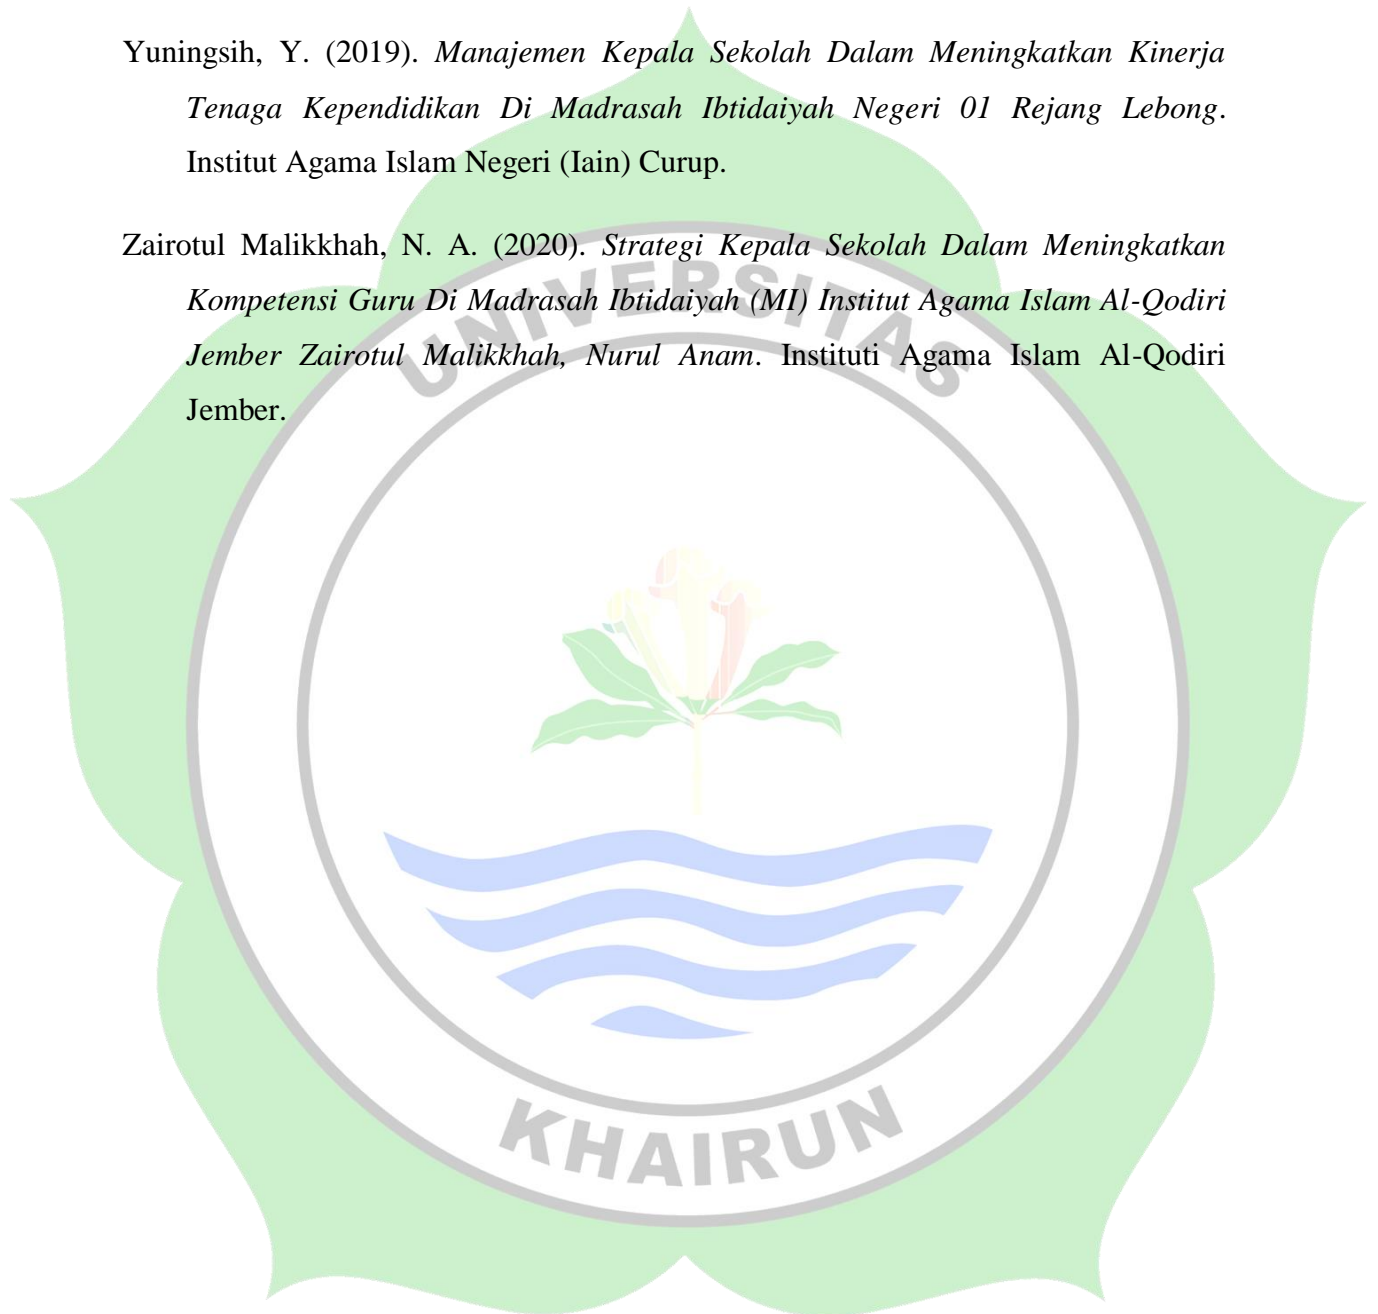 Yuningsih, Y. (2019). Manajemen Kepala Sekolah Dalam Meningkatkan Kinerja
Tenaga Kependidikan Di Madrasah Ibtidaiyah Negeri 01 Rejang Lebong.
Institut Agama Islam Negeri (Iain) Curup.
Zairotul Malikkhah, N. A. (2020). Strategi Kepala Sekolah Dalam Meningkatkan
Kompetensi Guru Di Madrasah Ibtidaiyah (MI) Institut Agama Islam Al-Qodiri
Jember Zairotul Malikkhah, Nurul Anam. Instituti Agama Islam Al-Qodiri
Jember.
UNIVERSITAS
KHAIRUN